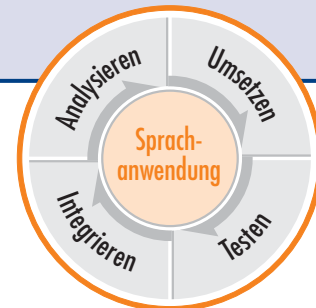 Analysieren
Umsetzen
Sprach-
anwendung
Integrieren
Testen